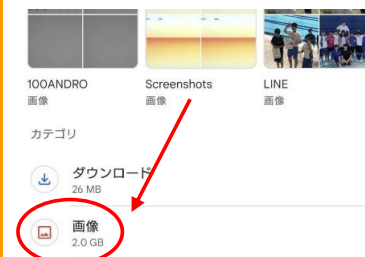 100ANDRO
画像
Screenshots
画像
LINE
画像
カテゴリ
ダウンロード
26 MB
画像
2.0 GB